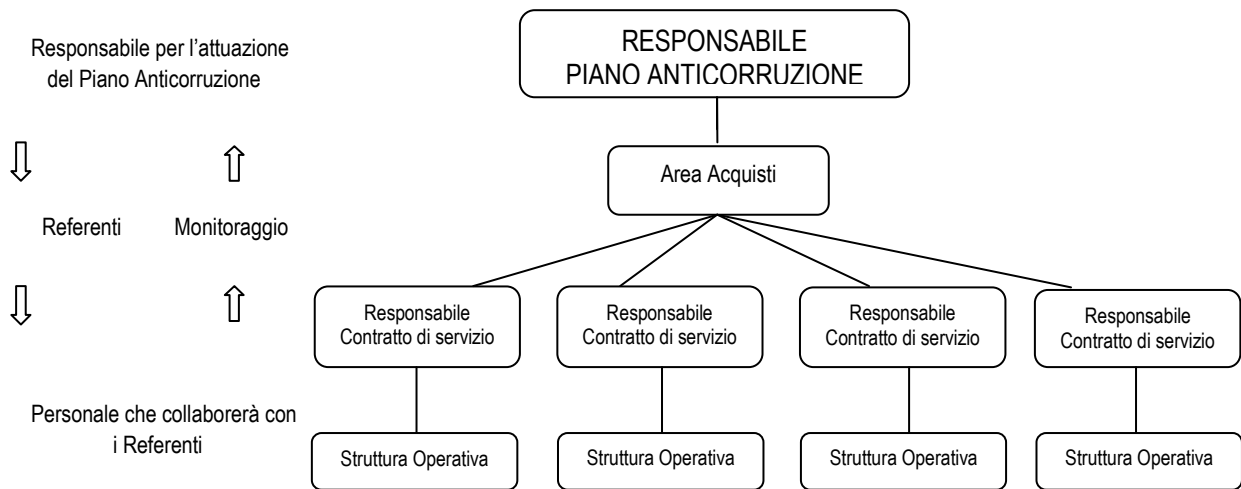 Responsabile per l'attuazione
del Piano Anticorruzione
RESPONSABILE
PIANO ANTICORRUZIONE
Area Acquisti
Referenti
Monitoraggio
Responsabile
Contratto di servizio
Responsabile
Contratto di servizio
Responsabile
Contratto di servizio
Responsabile
Contratto di servizio
Personale che collaborerà con
i Referenti
Struttura Operativa
Struttura Operativa
Struttura Operativa
Struttura Operativa